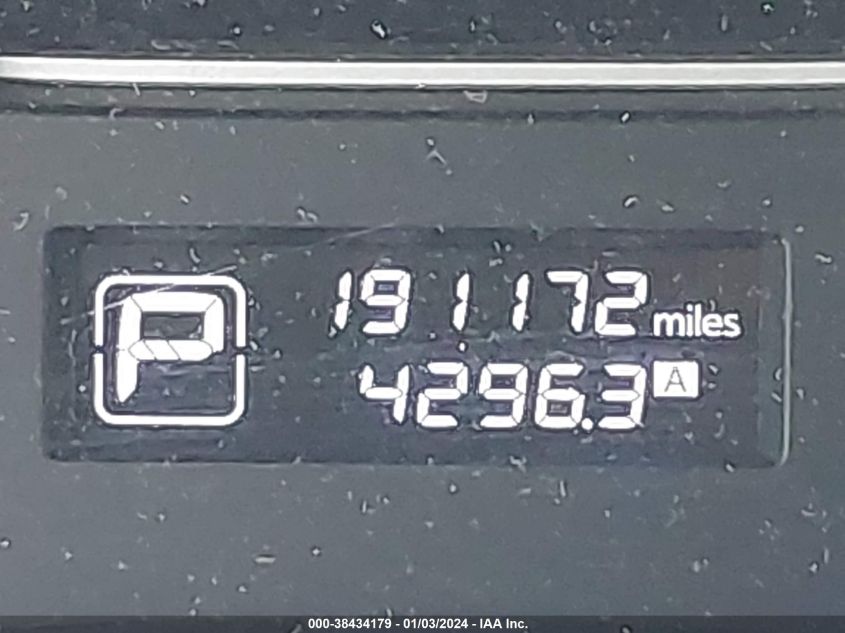 P
191172 miles
4296.3 A
000-38434179 - 01/03/2024 - IAA Inc.